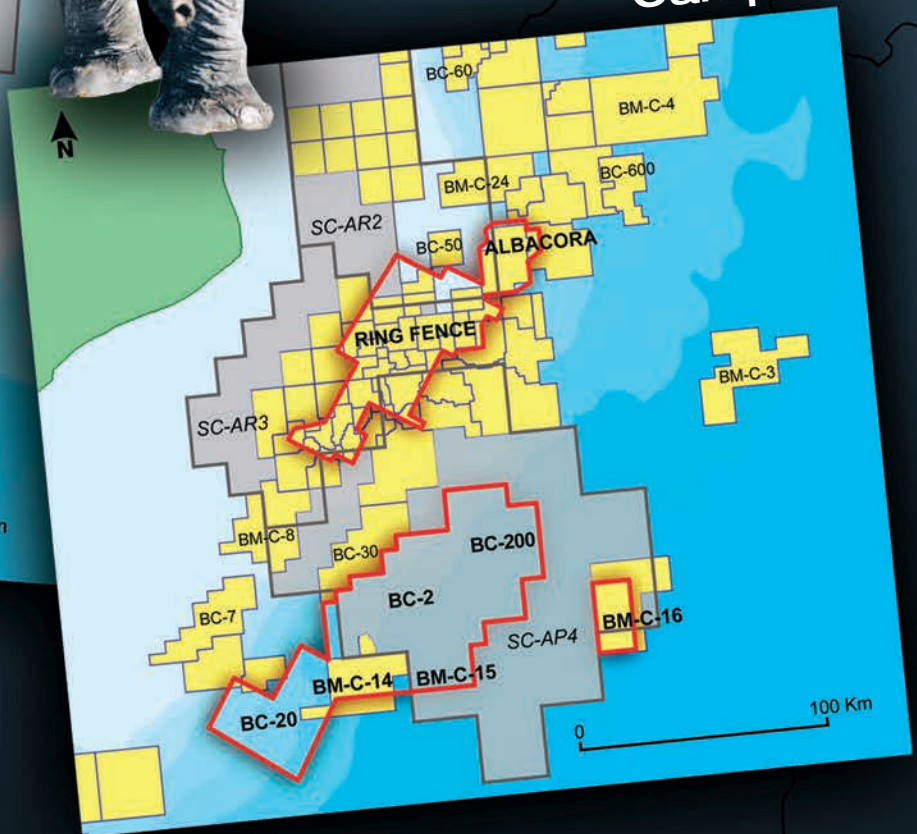 N
BC-60
BM-C-4
BM-C-24
BC-600
SC-AR2
BC-50
ALBACORA
RING FENCE
BM-C-3
SC-AR3
BM-C-8
BC-30
BC-200
BC-2
BC-7
BM-C-16
SC-AP4
BM-C-14
BM-C-15
BC-20
0
100 Km